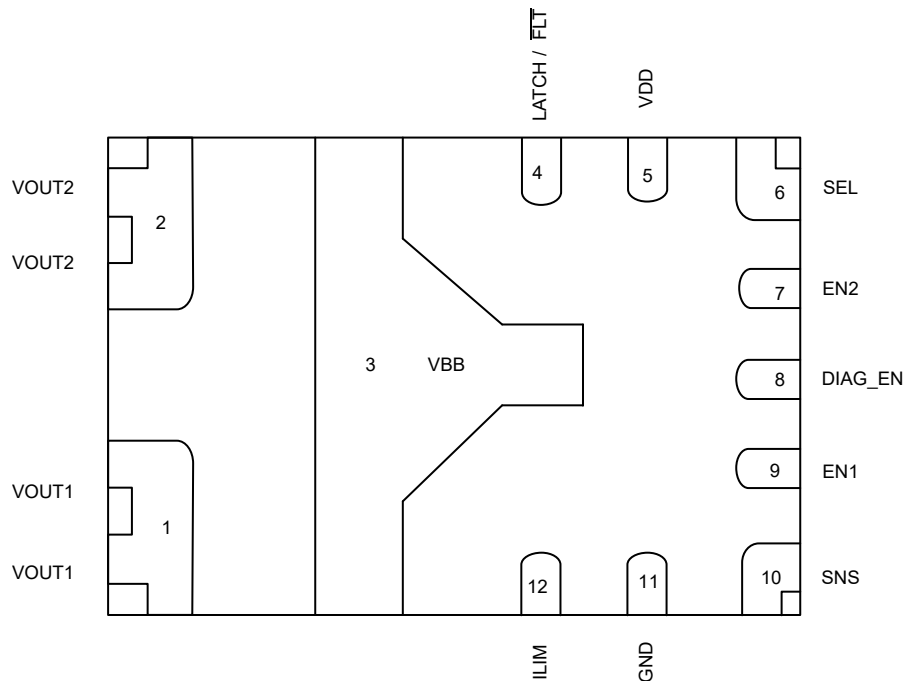 LATCH / FLT
VDD
VOUT2
VOUT2
2
4
5
6
SEL
7
EN2
3
VBB
8
DIAG_EN
9
EN1
VOUT1
VOUT1
1
12
11
10
SNS
ILIM
GND